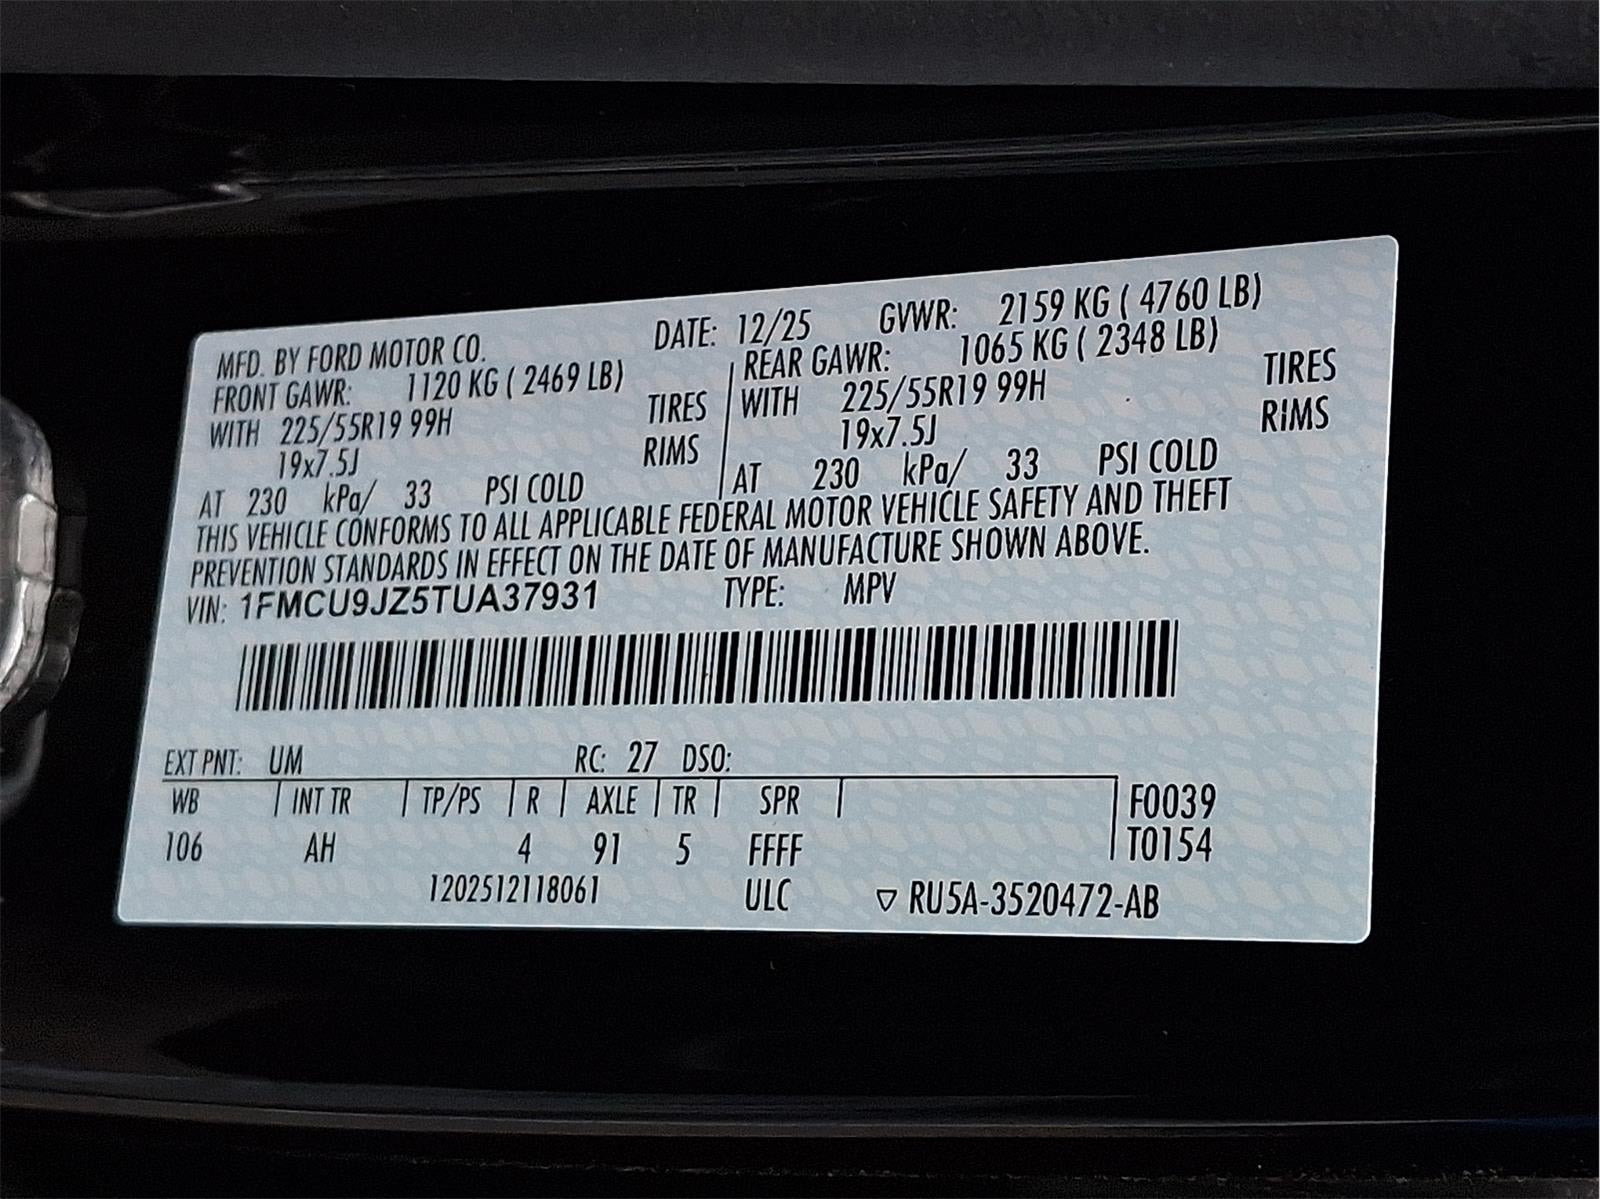 MFD. BY FORD MOTOR CO. DATE: 12/25 GVWR: 2159 KG ( 4760 LB)
FRONT GAWR: 1120 KG ( 2469 LB) REAR GAWR: 1065 KG ( 2348 LB)
WITH 225/55R19 99H TIRES WITH 225/55R19 99H TIRES
19x7.5J RIMS 19x7.5J RIMS
AT 230 kPa/ 33 PSI COLD AT 230 kPa/ 33 PSI COLD
THIS VEHICLE CONFORMS TO ALL APPLICABLE FEDERAL MOTOR VEHICLE SAFETY AND THEFT
PREVENTION STANDARDS IN EFFECT ON THE DATE OF MANUFACTURE SHOWN ABOVE.
VIN: 1FMCU9JZ5TUA37931 TYPE: MPV
EXT PNT: UM RC: 27 DSO:
WB INT TR TP/PS R AXLE TR SPR F0039
106 AH 4 91 5 FFFF T0154
1202512118061 ULC ▽ RU5A-3520472-AB